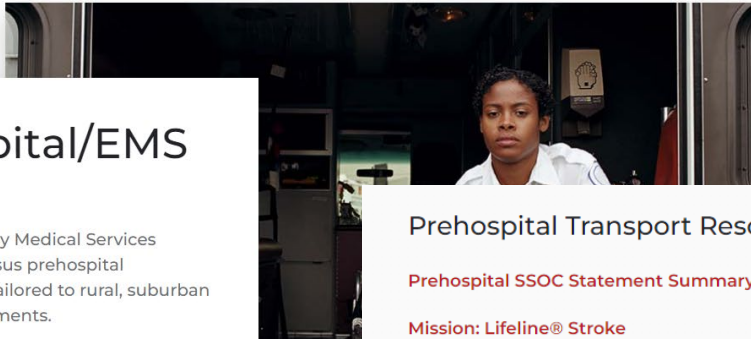 pital/EMS
y Medical Services
sus prehospital
ailored to rural, suburban
ments.
Prehospital Transport Reso
Prehospital SSOC Statement Summary
Mission: Lifeline® Stroke